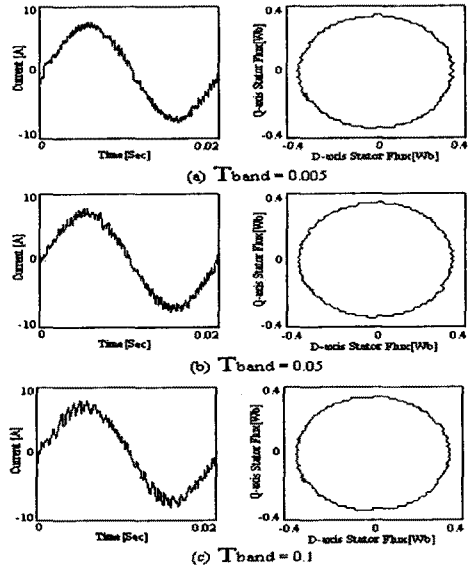 10
Current [A]
0
-10
0
0.02
Time[Sec]
0.4
Q-axis Stator Flux[Wb]
0
-0.4
-0.4
0
0.4
D-axis Stator Flux[Wb]
(a) Tband = 0.005
10
Current [A]
0
-10
0
0.02
Time[Sec]
0.4
Q-axis Stator Flux[Wb]
0
-0.4
-0.4
0
0.4
D-axis Stator Flux[Wb]
(b) Tband = 0.05
10
Current [A]
0
-10
0
0.02
Time[Sec]
0.4
Q-axis Stator Flux[Wb]
0
-0.4
-0.4
0
0.4
D-axis Stator Flux[Wb]
(c) Tband = 0.1